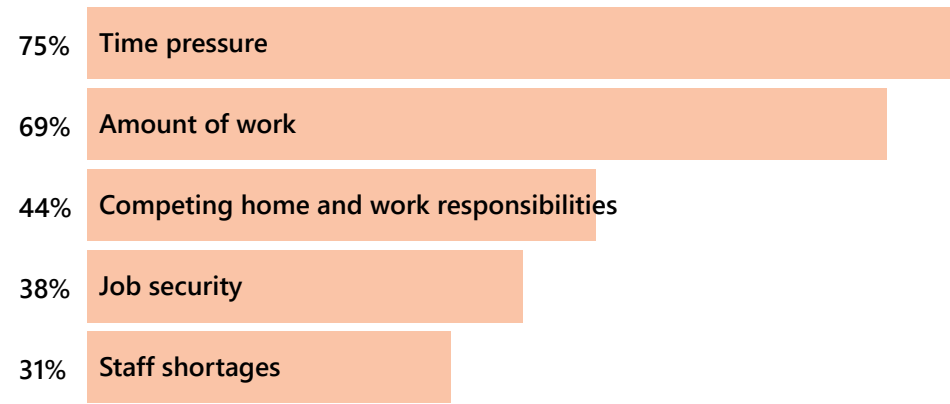 75% Time pressure
69% Amount of work
44% Competing home and work responsibilities
38% Job security
31% Staff shortages